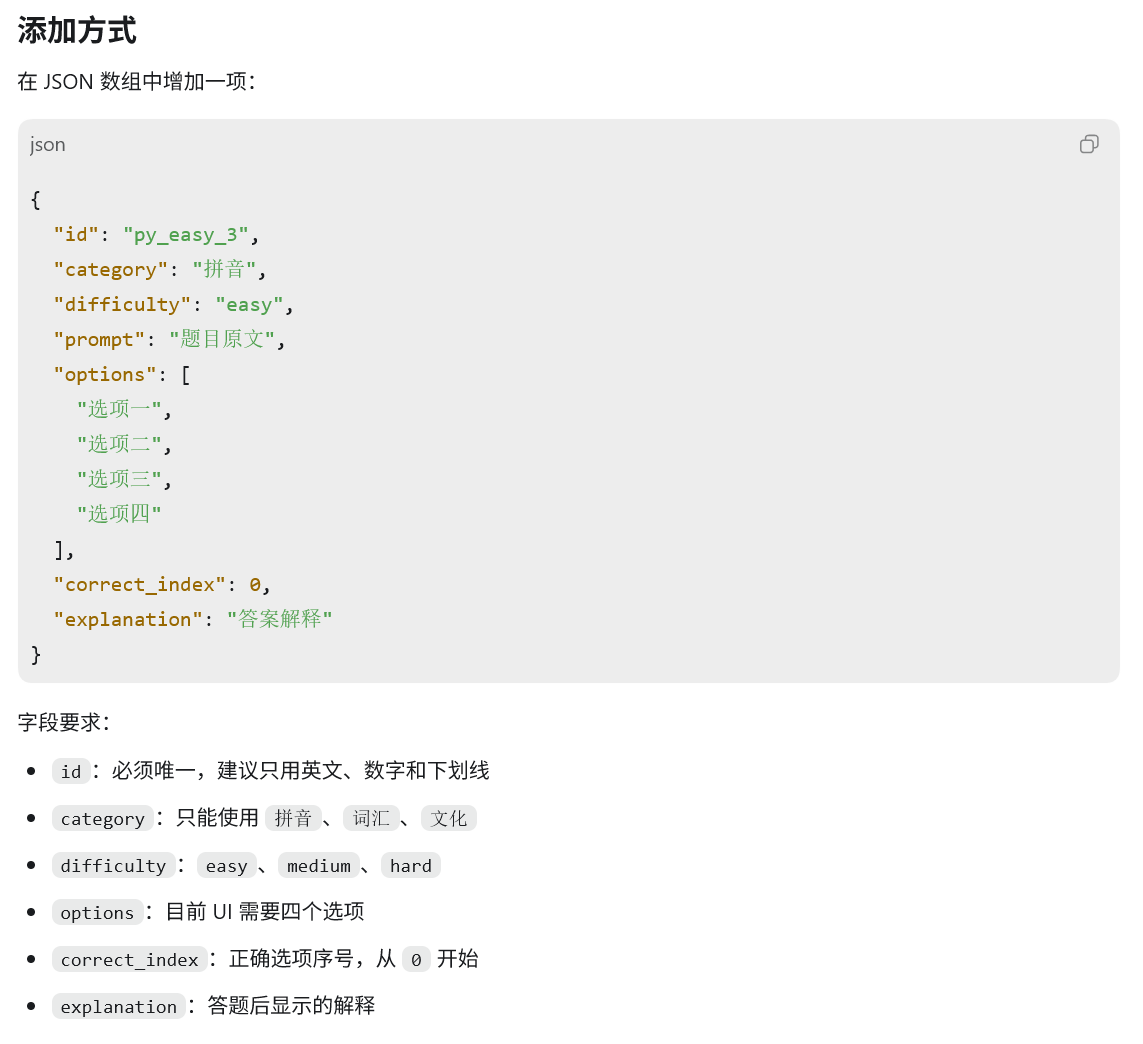 添加方式
在 JSON 数组中增加一项：
json
{
  "id": "py_easy_3",
  "category": "拼音",
  "difficulty": "easy",
  "prompt": "题目原文",
  "options": [
    "选项一",
    "选项二",
    "选项三",
    "选项四"
  ],
  "correct_index": 0,
  "explanation": "答案解释"
}
字段要求：
• id：必须唯一，建议只用英文、数字和下划线
• category：只能使用 拼音、词汇、文化
• difficulty：easy、medium、hard
• options：目前 UI 需要四个选项
• correct_index：正确选项序号，从 0 开始
• explanation：答题后显示的解释